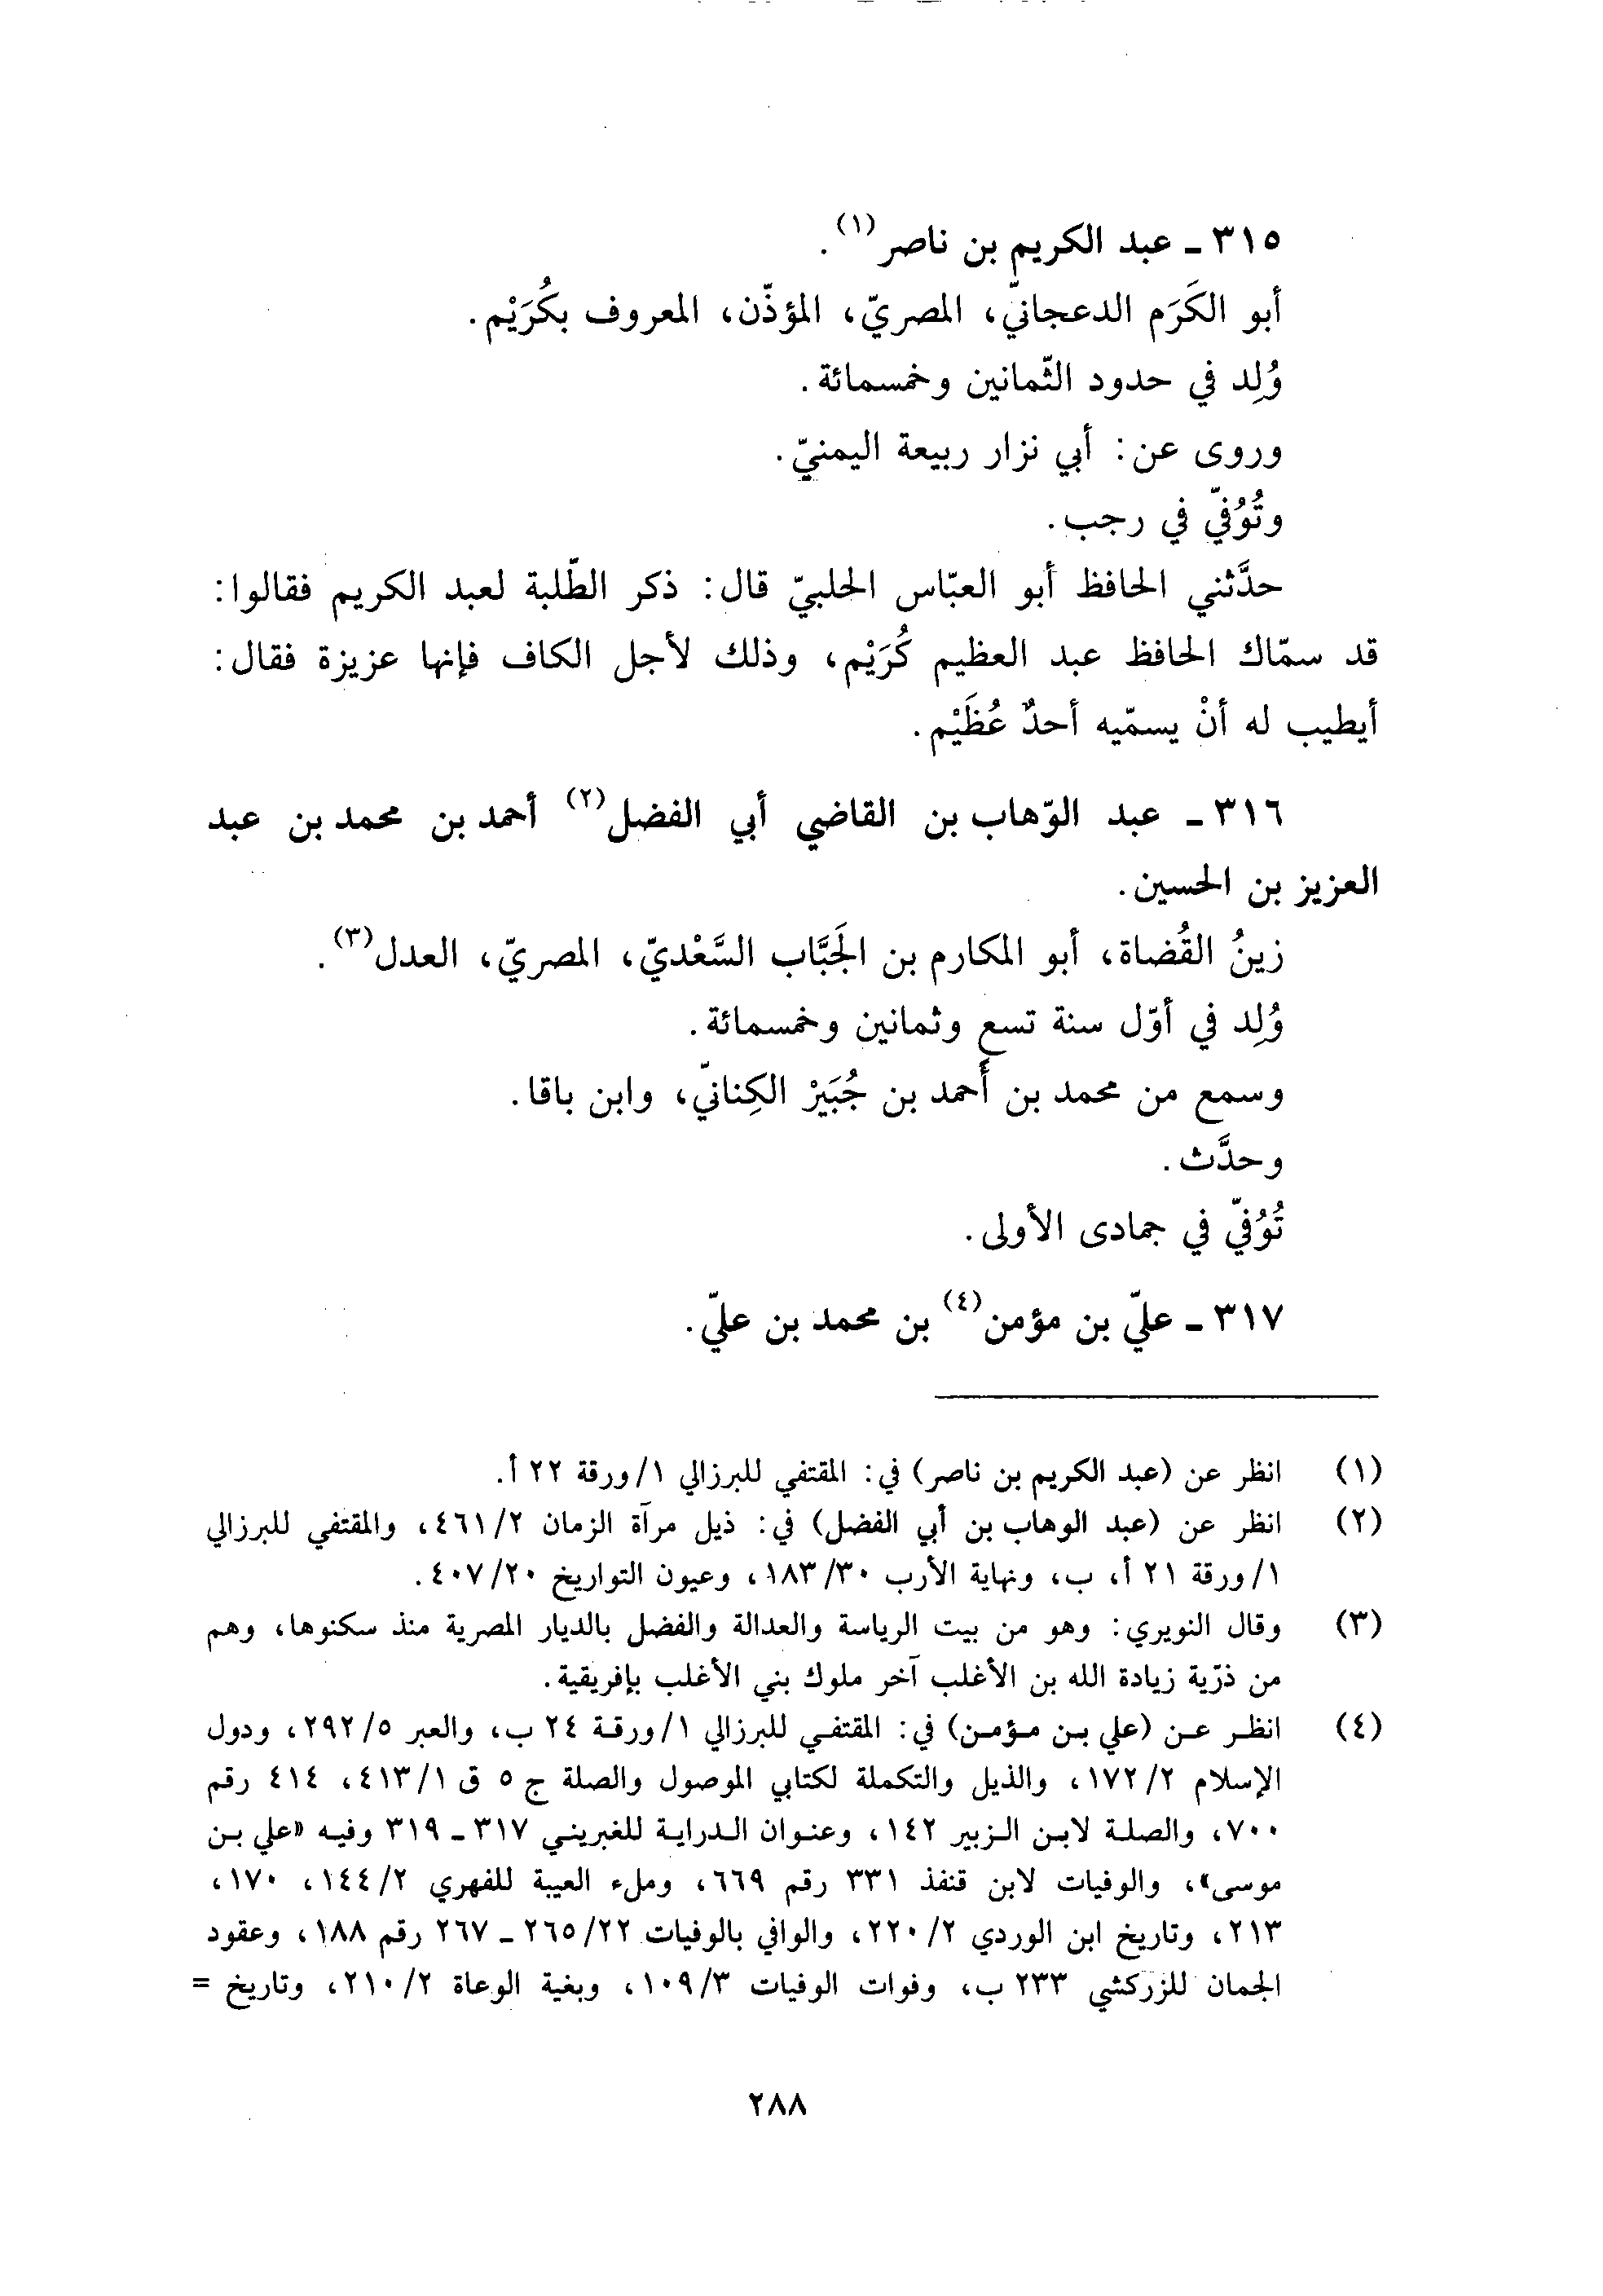 ٣١٥ ـ عبد الكريم بن ناصر(١).
أبو الكَرَم الدعجانيّ، المصريّ، المؤذّن، المعروف بكُرَيْم.
وُلِد في حدود الثّمانين وخمسمائة.
وروى عن: أبي نزار ربيعة اليمنيّ.
وتُوُفّي في رجب.
حدَّثني الحافظ أبو العبّاس الحلبيّ قال: ذكر الطّلبة لعبد الكريم فقالوا:
قد سمّاك الحافظ عبد العظيم كُرَيْم، وذلك لأجل الكاف فإنها عزيزة فقال:
أيطيب له أنْ يسمّيه أحدٌ عُظَيْم.
٣١٦ ـ عبد الوّهاب بن القاضي أبي الفضل(٢) أحمد بن محمد بن عبد
العزيز بن الحسين.
زينُ القُضاة، أبو المكارم بن الجَبَّاب السَّعْديّ، المصريّ، العدل(٣).
وُلِد في أوّل سنة تسع وثمانين وخمسمائة.
وسمع من محمد بن أحمد بن جُبَيْر الكِنانيّ، وابن باقا.
وحدَّث.
تُوُفّي في جمادى الأولى.
٣١٧ ـ عليّ بن مؤمن(٤) بن محمد بن عليّ.
(١) انظر عن (عبد الكريم بن ناصر) في: المقتفي للبرزالي ١/ورقة ٢٢ أ.
(٢) انظر عن (عبد الوهاب بن أبي الفضل) في: ذيل مرآة الزمان ٤٦١/٢، والمقتفي للبرزالي
١/ورقة ٢١ أ، ب، ونهاية الأرب ١٨٣/٣٠، وعيون التواريخ ٤٠٧/٢٠.
(٣) وقال النويري: وهو من بيت الرياسة والعدالة والفضل بالديار المصرية منذ سكنوها، وهم
من ذرّية زيادة الله بن الأغلب آخر ملوك بني الأغلب بإفريقية.
(٤) انظر عن (علي بن مؤمن) في: المقتفي للبرزالي ١/ورقة ٢٤ ب، والعبر ٢٩٢/٥، ودول
الإسلام ١٧٢/٢، والذيل والتكملة لكتابي الموصول والصلة ج ٥ ق ٤١٣/١، ٤١٤ رقم
٧٠٠، والصلة لابن الزبير ١٤٢، وعنوان الدراية للغبريني ٣١٧ ـ ٣١٩ وفيه «علي بن
موسى»، والوفيات لابن قنفذ ٣٣١ رقم ٦٦٩، وملء العيبة للفهري ١٤٤/٢، ١٧٠،
٢١٣، وتاريخ ابن الوردي ٢٢٠/٢، والوافي بالوفيات ٢٦٥/٢٢ ـ ٢٦٧ رقم ١٨٨، وعقود
الجمان للزركشي ٢٣٣ ب، وفوات الوفيات ١٠٩/٣، وبغية الوعاة ٢١٠/٢، وتاريخ =
٢٨٨